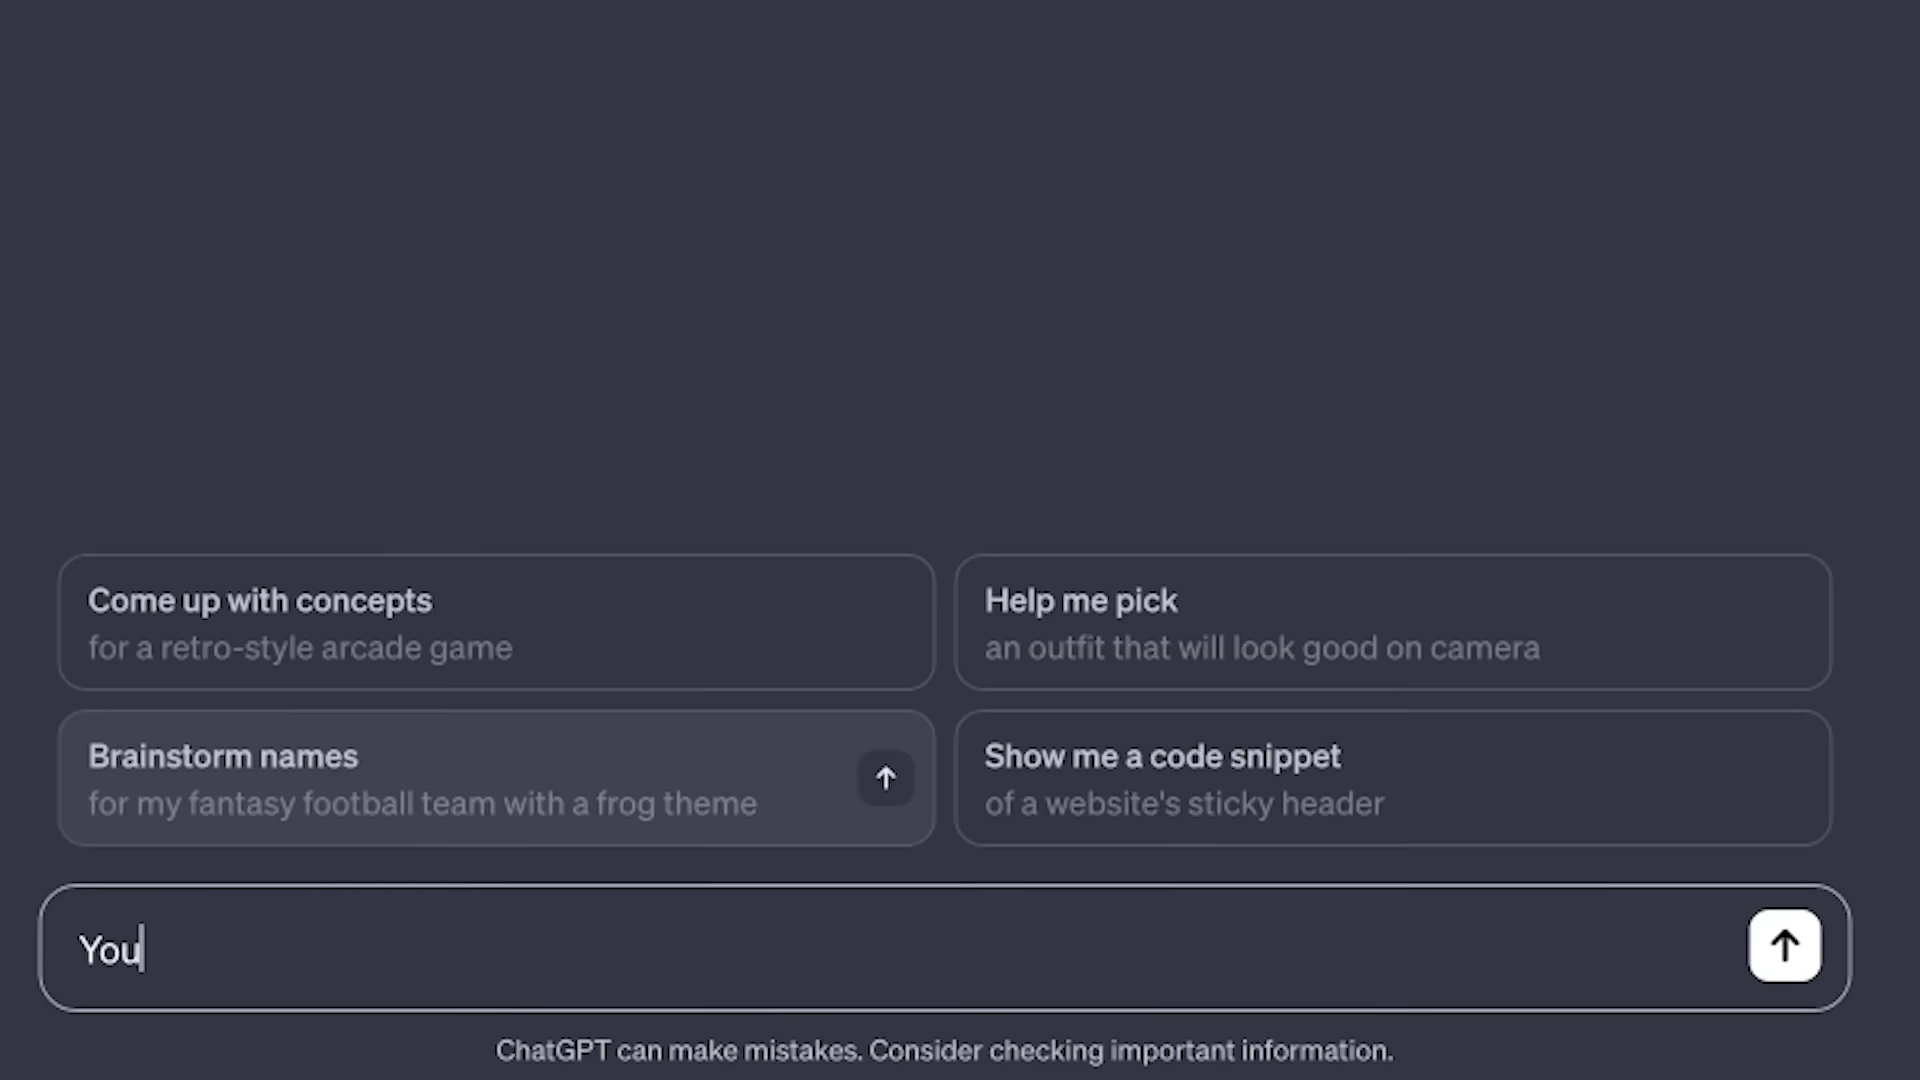 Come up with concepts
for a retro-style arcade game
Help me pick
an outfit that will look good on camera
Brainstorm names
for my fantasy football team with a frog theme
Show me a code snippet
of a website's sticky header
You
ChatGPT can make mistakes. Consider checking important information.